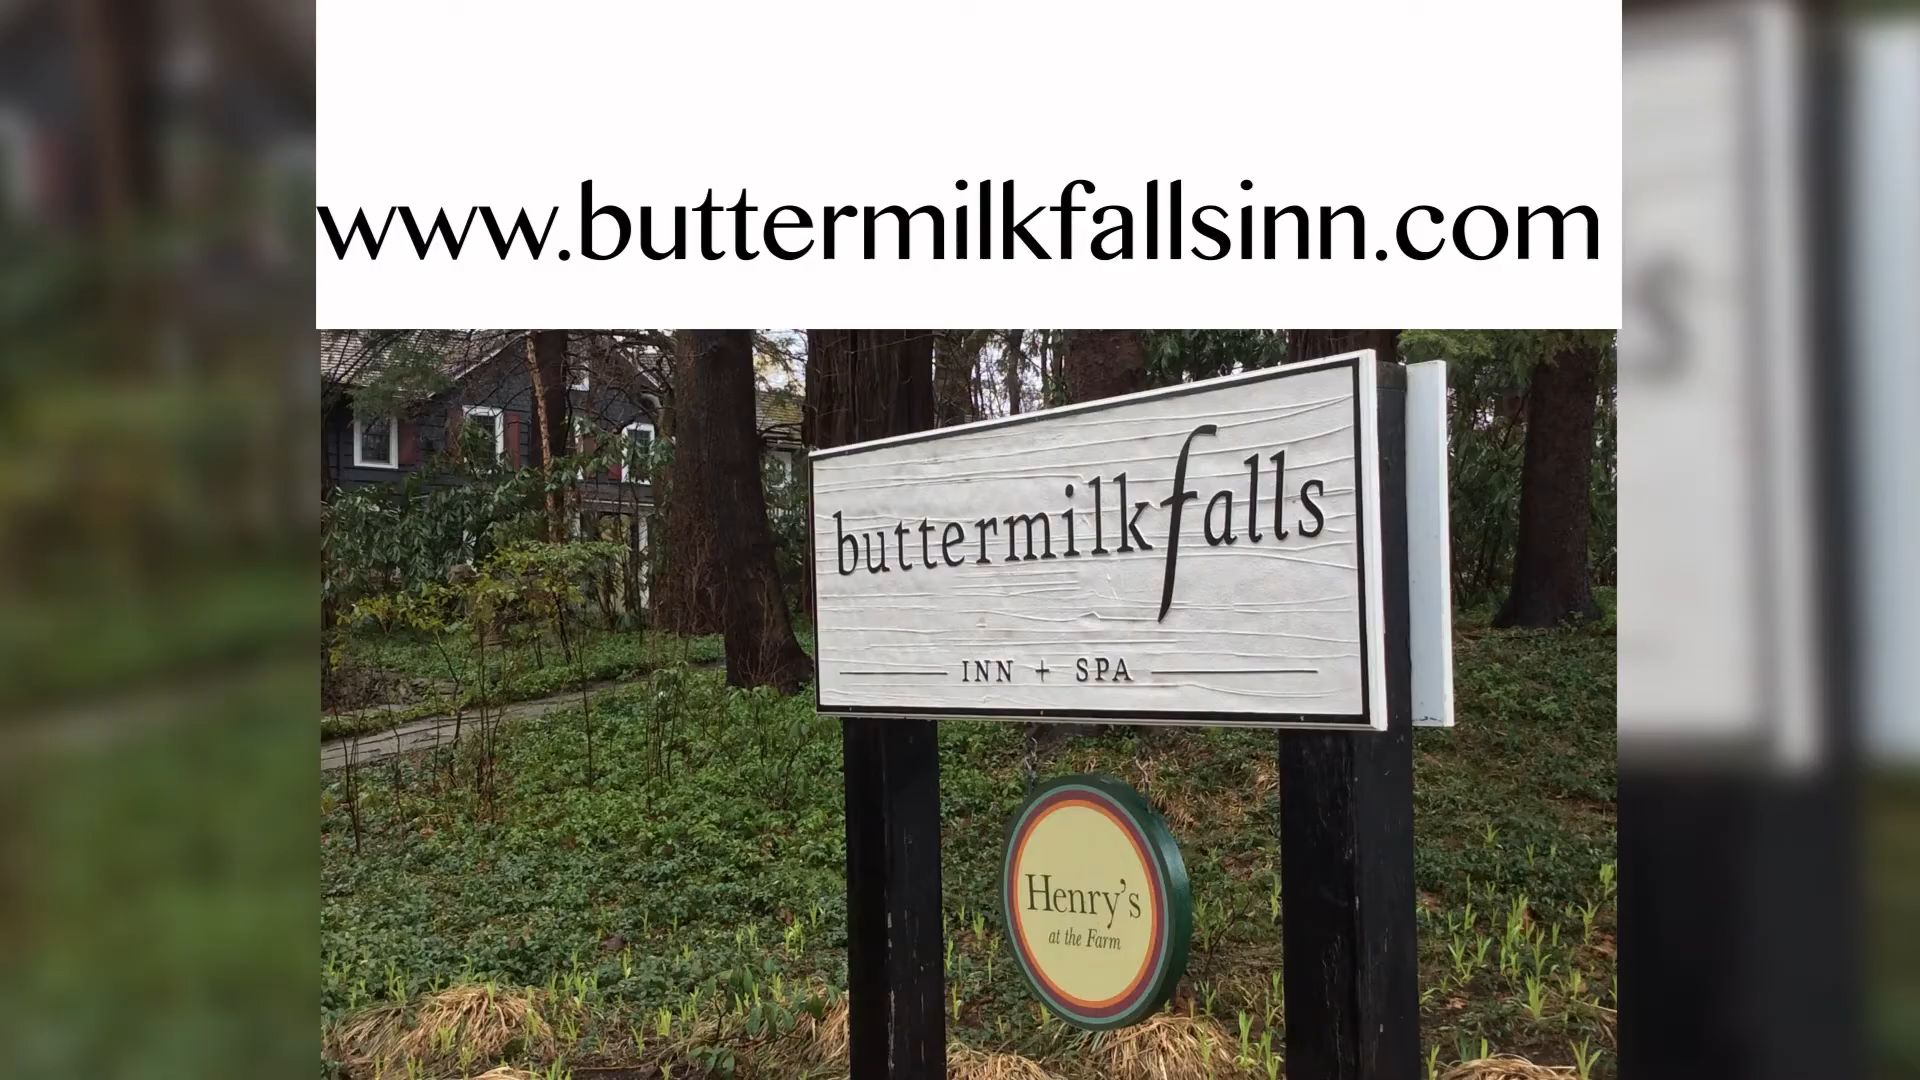 www.buttermilkfallsinn.com
buttermilkfalls
INN + SPA
Henry's
at the Farm